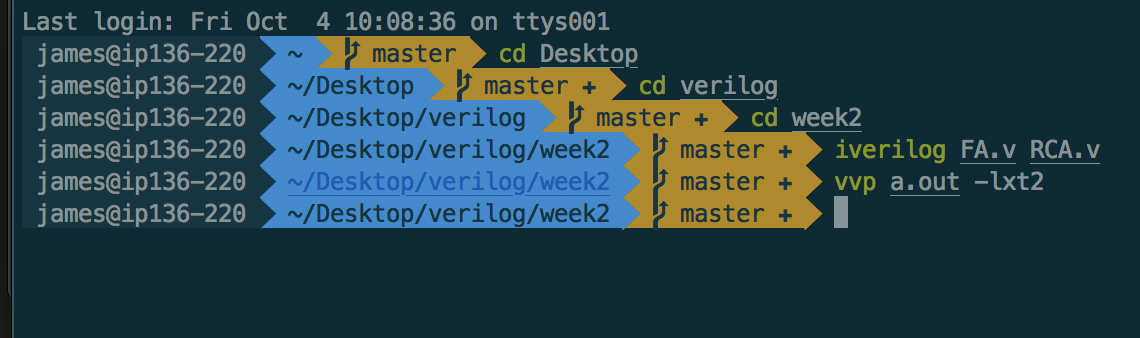 Last login: Fri Oct  4 10:08:36 on ttys001
james@ip136-220 ~ master cd Desktop
james@ip136-220 ~/Desktop master + cd verilog
james@ip136-220 ~/Desktop/verilog master + cd week2
james@ip136-220 ~/Desktop/verilog/week2 master + iverilog FA.v RCA.v
james@ip136-220 ~/Desktop/verilog/week2 master + vvp a.out -lxt2
james@ip136-220 ~/Desktop/verilog/week2 master +